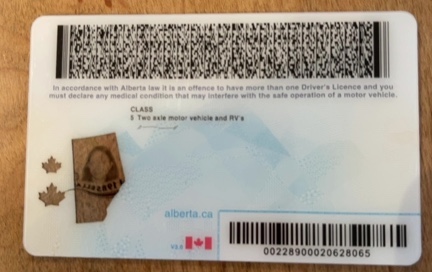 In accordance with Alberta law it is an offence to have more than one Driver's Licence and you
must declare any medical condition that may interfere with the safe operation of a motor vehicle.
CLASS
5 Two axle motor vehicle and RV's
alberta.ca
00228900020628065